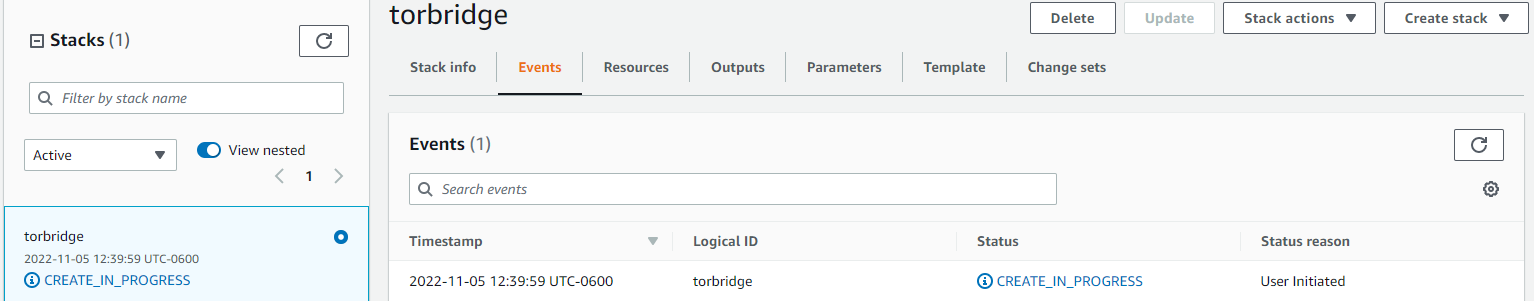 Stacks (1)
Filter by stack name
Active
View nested
1
torbridge
2022-11-05 12:39:59 UTC-0600
CREATE_IN_PROGRESS
torbridge
Delete
Update
Stack actions
Create stack
Stack info
Events
Resources
Outputs
Parameters
Template
Change sets
Events (1)
Search events
Timestamp Logical ID Status Status reason
2022-11-05 12:39:59 UTC-0600 torbridge CREATE_IN_PROGRESS User Initiated